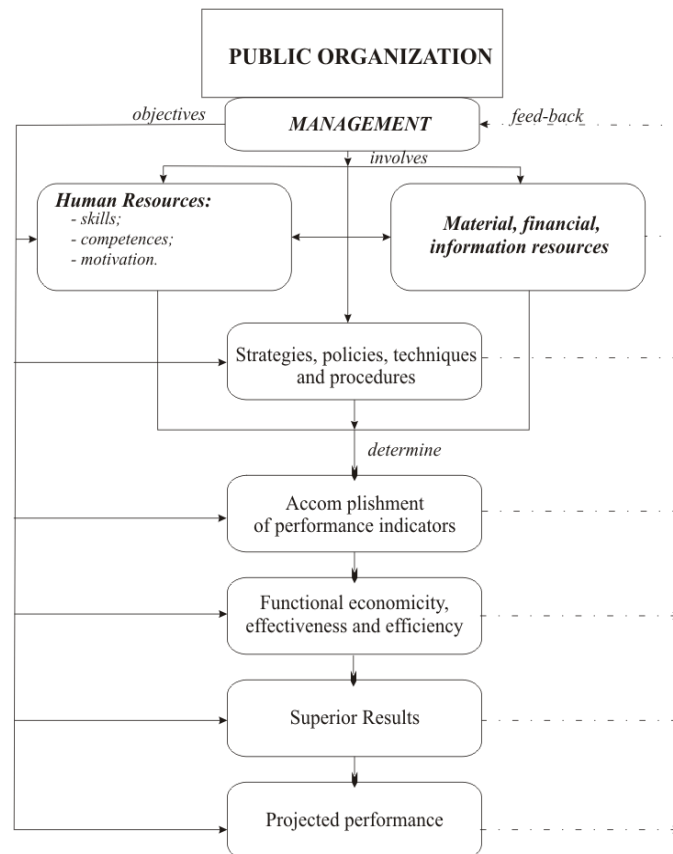 PUBLIC ORGANIZATION
objectives
MANAGEMENT
feed-back
involves
Human Resources:
- skills;
- competences;
- motivation.
Material, financial,
information resources
Strategies, policies, techniques
and procedures
determine
Accom plishment
of performance indicators
Functional economicity,
effectiveness and efficiency
Superior Results
Projected performance